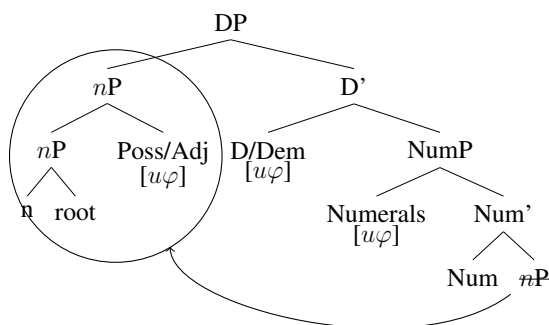 DP
nP D'
nP Poss/Adj D/Dem NumP
[uφ] [uφ]
n root Numerals Num'
[uφ]
Num nP